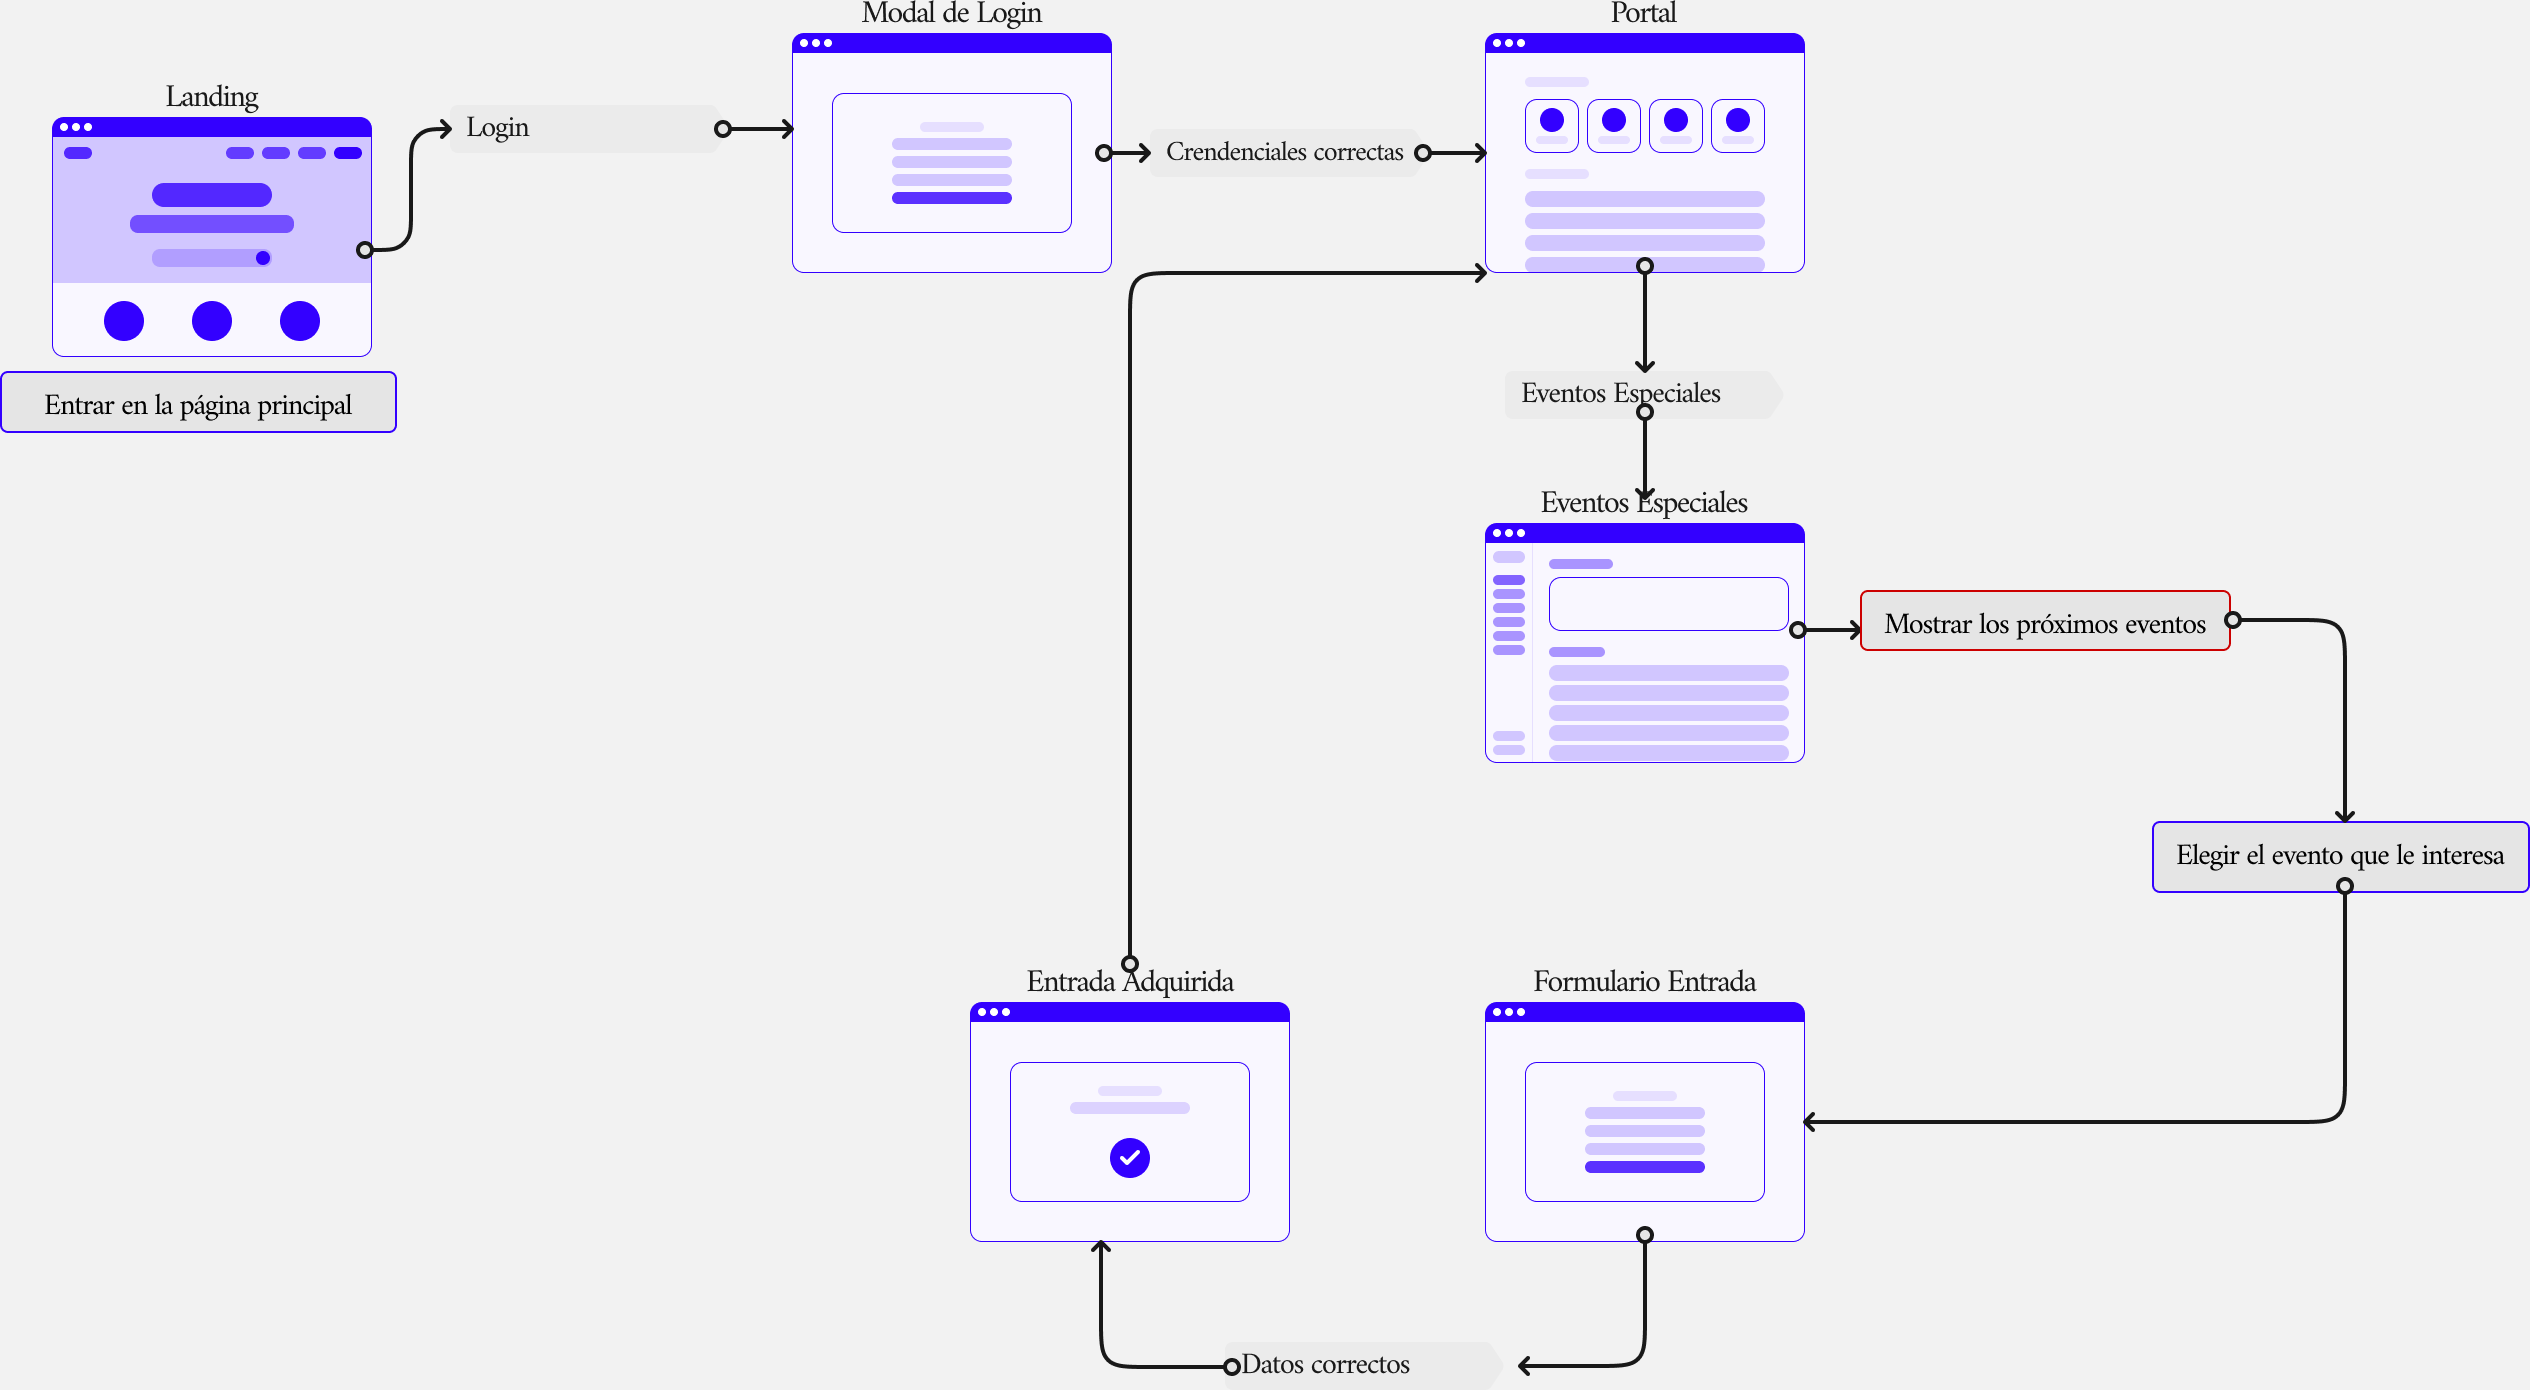 Modal de Login
Portal
Landing
Login
Crendenciales correctas
Entrar en la página principal
Eventos Especiales
Eventos Especiales
Mostrar los próximos eventos
Elegir el evento que le interesa
Entrada Adquirida
Formulario Entrada
Datos correctos